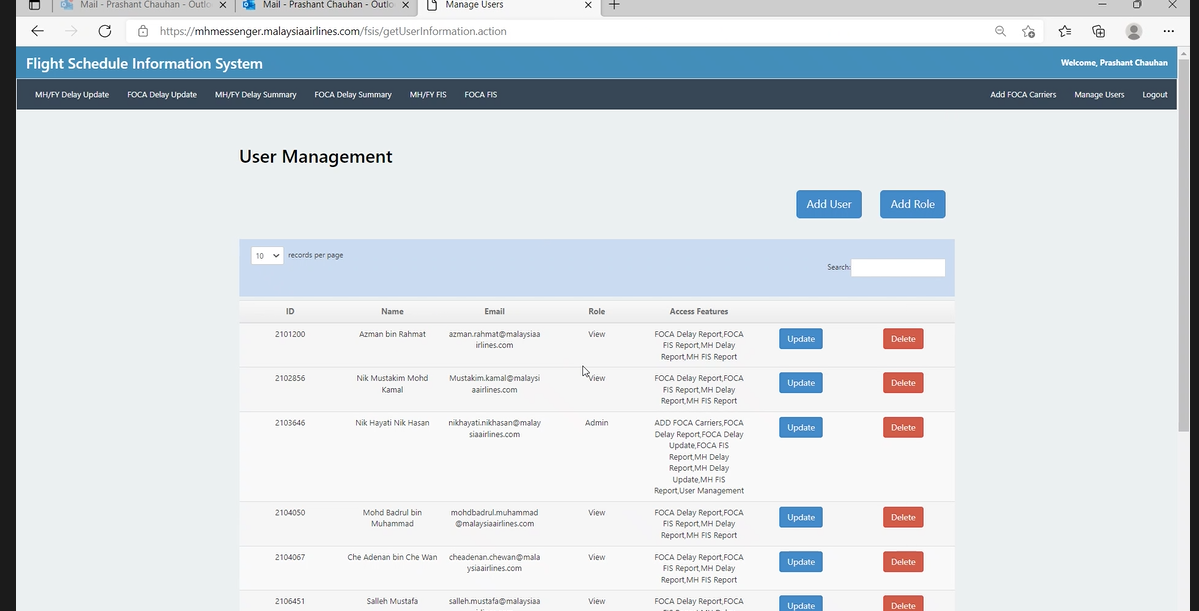 Mail - Prashant Chauhan - Outlo
Mail - Prashant Chauhan - Outlo
Manage Users
https://mhmessenger.malaysiaairlines.com/fsis/getUserInformation.action
Flight Schedule Information System
Welcome, Prashant Chauhan
MH/FY Delay Update
FOCA Delay Update
MH/FY Delay Summary
FOCA Delay Summary
MH/FY FIS
FOCA FIS
Add FOCA Carriers
Manage Users
Logout
User Management
Add User
Add Role
10
records per page
Search:
ID
Name
Email
Role
Access Features
2101200
Azman bin Rahmat
azman.rahmat@malaysiaa
irlines.com
View
FOCA Delay Report,FOCA
FIS Report,MH Delay
Report,MH FIS Report
Update
Delete
2102856
Nik Mustakim Mohd
Kamal
Mustakim.kamal@malaysi
aairlines.com
View
FOCA Delay Report,FOCA
FIS Report,MH Delay
Report,MH FIS Report
Update
Delete
2103646
Nik Hayati Nik Hasan
nikhayati.nikhasan@malay
siaairlines.com
Admin
ADD FOCA Carriers,FOCA
Delay Report,FOCA Delay
Update,FOCA FIS
Report,MH Delay
Report,MH Delay
Update,MH FIS
Report,User Management
Update
Delete
2104050
Mohd Badrul bin
Muhammad
mohdbadrul.muhammad
@malaysiaairlines.com
View
FOCA Delay Report,FOCA
FIS Report,MH Delay
Report,MH FIS Report
Update
Delete
2104067
Che Adenan bin Che Wan
cheadenan.chewan@mala
ysiaairlines.com
View
FOCA Delay Report,FOCA
FIS Report,MH Delay
Report,MH FIS Report
Update
Delete
2106451
Salleh Mustafa
salleh.mustafa@malaysiaa
View
FOCA Delay Report,FOCA
Update
Delete